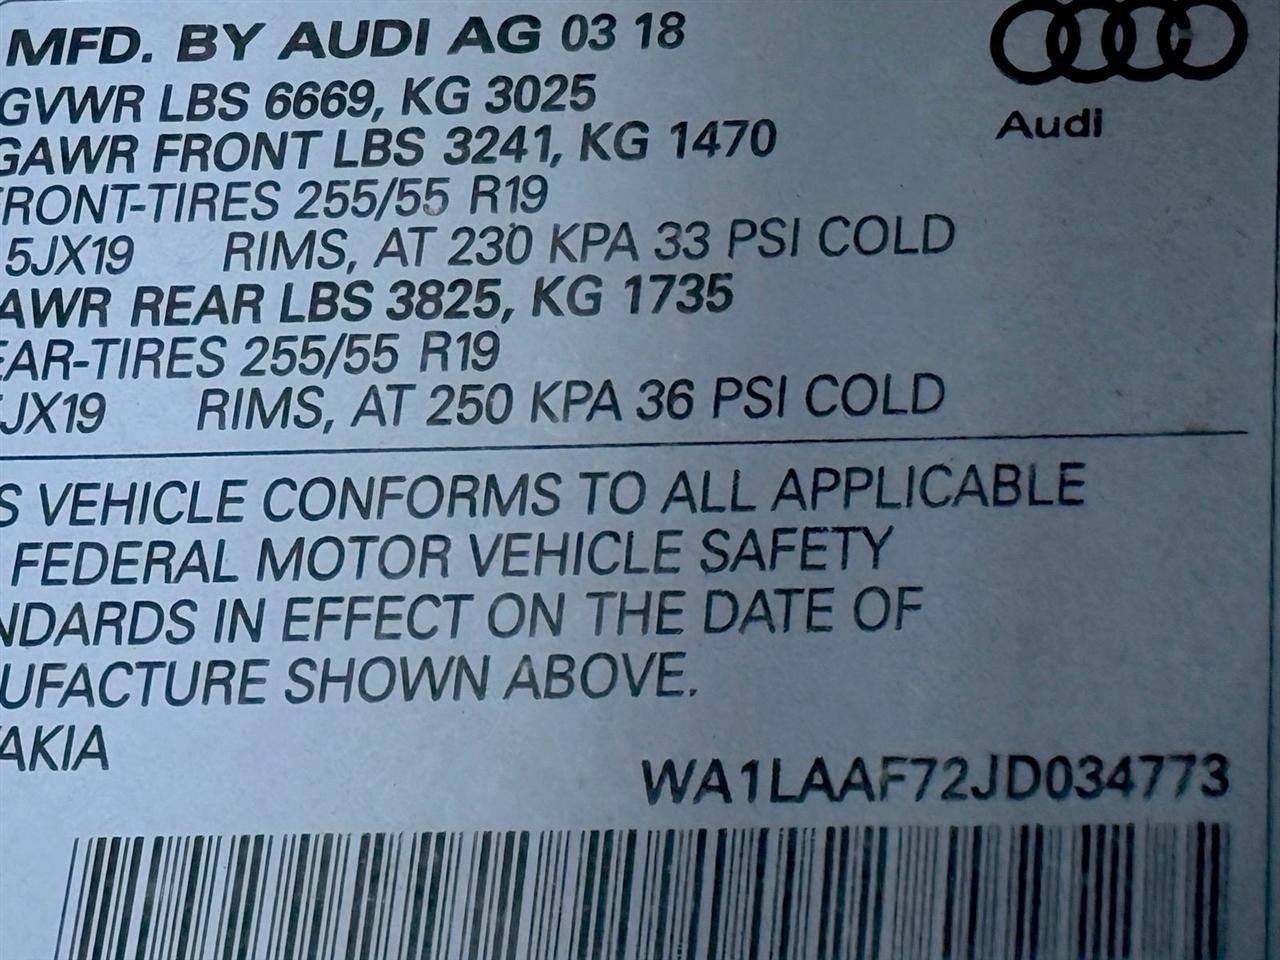 MFD. BY AUDI AG 03 18
Audi
GVWR LBS 6669, KG 3025
GAWR FRONT LBS 3241, KG 1470
FRONT-TIRES 255/55 R19
5JX19 RIMS, AT 230 KPA 33 PSI COLD
AWR REAR LBS 3825, KG 1735
EAR-TIRES 255/55 R19
JX19 RIMS, AT 250 KPA 36 PSI COLD
S VEHICLE CONFORMS TO ALL APPLICABLE
FEDERAL MOTOR VEHICLE SAFETY
NDARDS IN EFFECT ON THE DATE OF
UFACTURE SHOWN ABOVE.
AKIA
WA1LAAF72JD034773